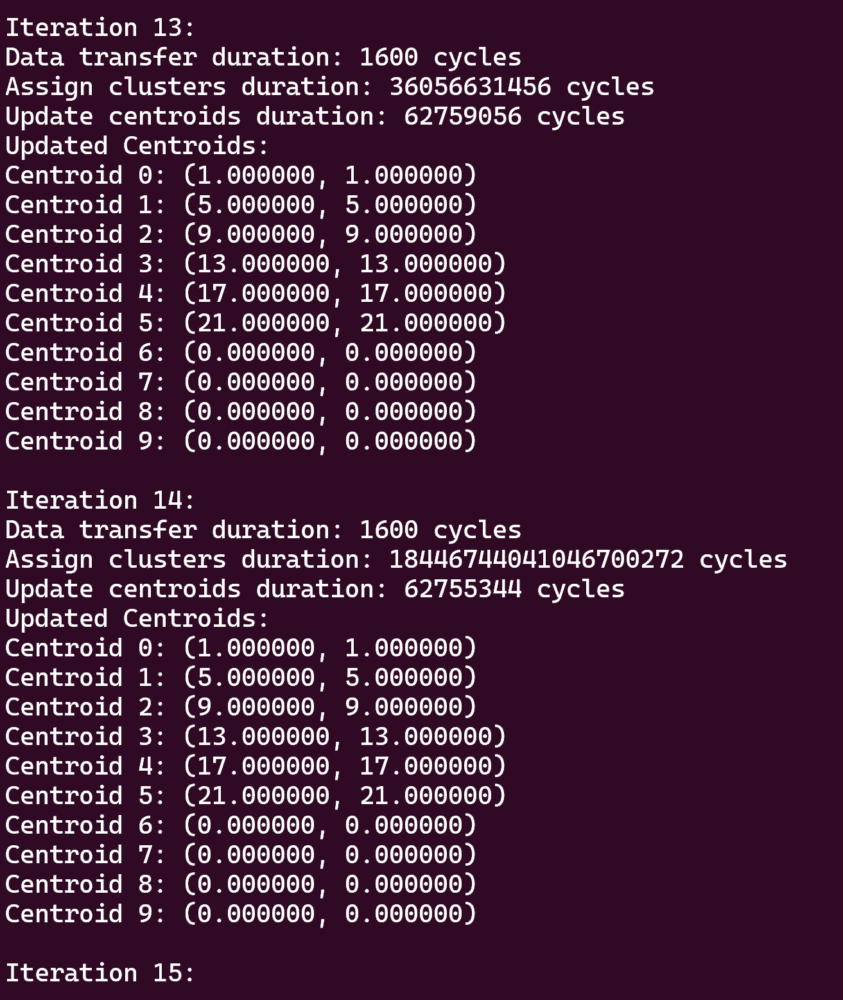 Iteration 13:
Data transfer duration: 1600 cycles
Assign clusters duration: 36056631456 cycles
Update centroids duration: 62759056 cycles
Updated Centroids:
Centroid 0: (1.000000, 1.000000)
Centroid 1: (5.000000, 5.000000)
Centroid 2: (9.000000, 9.000000)
Centroid 3: (13.000000, 13.000000)
Centroid 4: (17.000000, 17.000000)
Centroid 5: (21.000000, 21.000000)
Centroid 6: (0.000000, 0.000000)
Centroid 7: (0.000000, 0.000000)
Centroid 8: (0.000000, 0.000000)
Centroid 9: (0.000000, 0.000000)
Iteration 14:
Data transfer duration: 1600 cycles
Assign clusters duration: 18446744041046700272 cycles
Update centroids duration: 62755344 cycles
Updated Centroids:
Centroid 0: (1.000000, 1.000000)
Centroid 1: (5.000000, 5.000000)
Centroid 2: (9.000000, 9.000000)
Centroid 3: (13.000000, 13.000000)
Centroid 4: (17.000000, 17.000000)
Centroid 5: (21.000000, 21.000000)
Centroid 6: (0.000000, 0.000000)
Centroid 7: (0.000000, 0.000000)
Centroid 8: (0.000000, 0.000000)
Centroid 9: (0.000000, 0.000000)
Iteration 15: